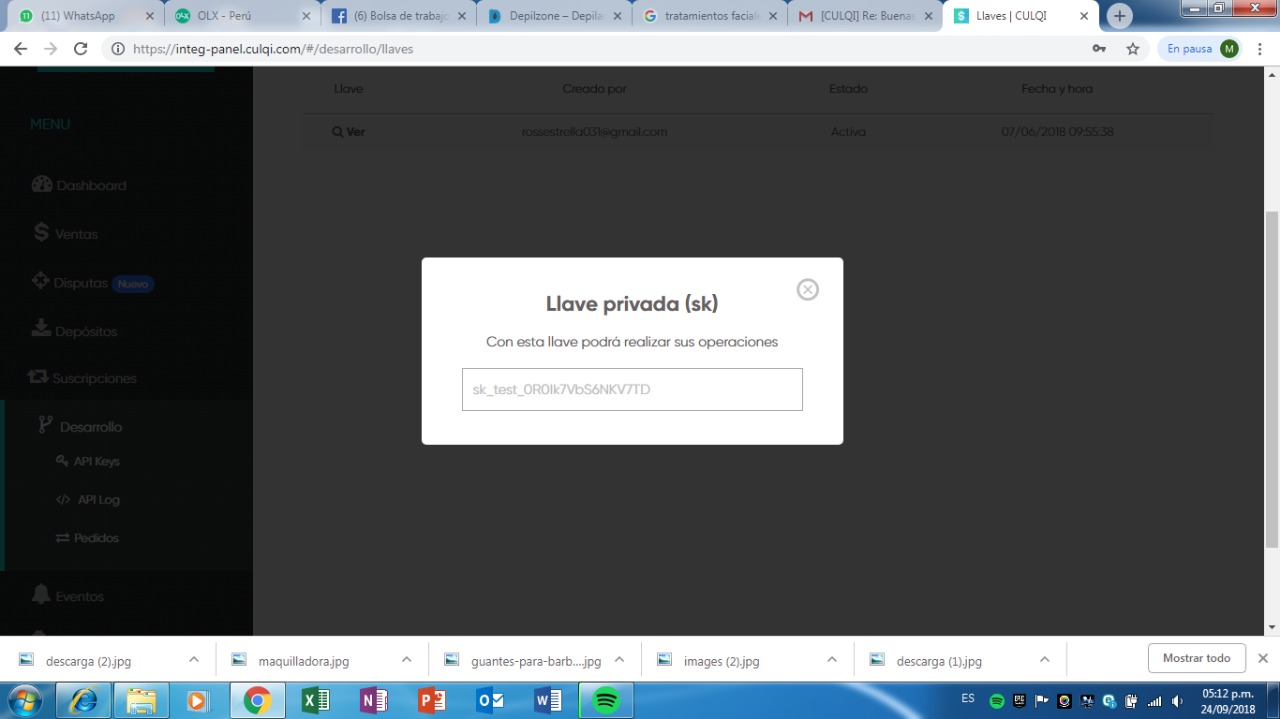 (11) WhatsApp
OLX - Perú
(6) Bolsa de trabajo
Depilzone – Depila
tratamientos faciale
[CULQI] Re: Buenas
Llaves | CULQI
https://integ-panel.culqi.com/#/desarrollo/llaves
En pausa M
Llave Creado por Estado Fecha y hora
Ver rossestrella031@gmail.com Activa 07/06/2018 09:55:38
MENU
Dashboard
Ventas
Disputas Nuevo
Depósitos
Suscripciones
Desarrollo
API Keys
API Log
Pedidos
Eventos
Llave privada (sk)
Con esta llave podrá realizar sus operaciones
sk_test_0R0Ik7VbS6NKV7TD
descarga (2).jpg
maquilladora.jpg
guantes-para-barb....jpg
images (2).jpg
descarga (1).jpg
Mostrar todo
ES
05:12 p.m.
24/09/2018